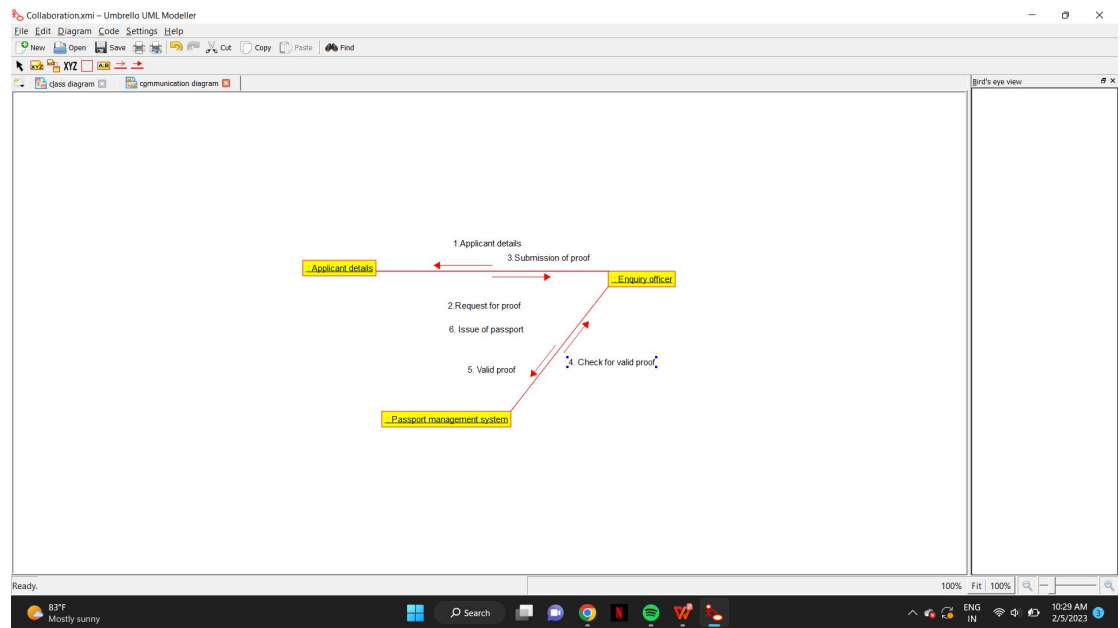 Collaboration.xmi – Umbrello UML Modeller
File Edit Diagram Code Settings Help
New Open Save Cut Copy Paste Find
XYZ XYZ A:B
class diagram communication diagram Bird's eye view
1.Applicant details
3.Submission of proof
: Applicant details
: Enquiry officer
2.Request for proof
6. Issue of passport
4. Check for valid proof
5. Valid proof
: Passport management system
Ready. 100% Fit 100%
83°F
Mostly sunny
Search
ENG
IN
10:29 AM
2/5/2023
3